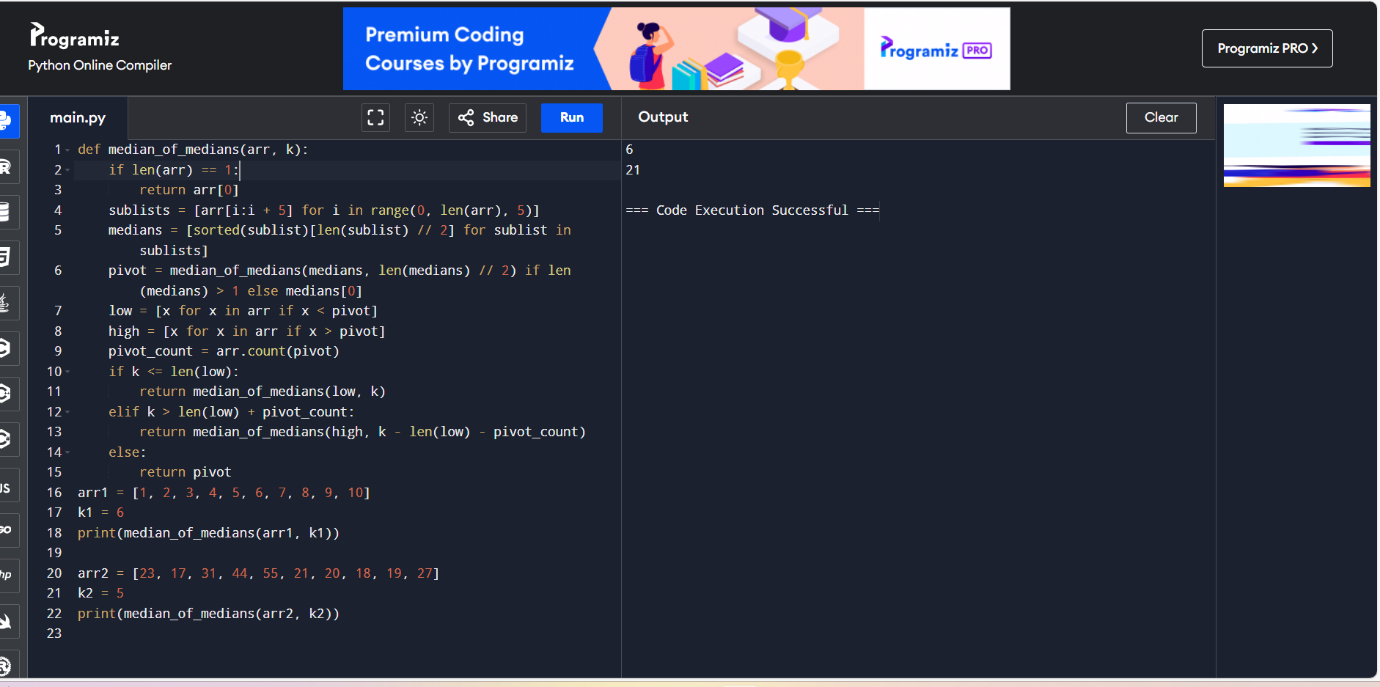 Programiz
Python Online Compiler
Premium Coding
Courses by Programiz
Programiz PRO
Programiz PRO >
main.py
Share
Run
Output
Clear
1 def median_of_medians(arr, k):
2 if len(arr) == 1:
3 return arr[0]
4 sublists = [arr[i:i + 5] for i in range(0, len(arr), 5)]
5 medians = [sorted(sublist)[len(sublist) // 2] for sublist in
sublists]
6 pivot = median_of_medians(medians, len(medians) // 2) if len
(medians) > 1 else medians[0]
7 low = [x for x in arr if x < pivot]
8 high = [x for x in arr if x > pivot]
9 pivot_count = arr.count(pivot)
10 if k <= len(low):
11 return median_of_medians(low, k)
12 elif k > len(low) + pivot_count:
13 return median_of_medians(high, k - len(low) - pivot_count)
14 else:
15 return pivot
16 arr1 = [1, 2, 3, 4, 5, 6, 7, 8, 9, 10]
17 k1 = 6
18 print(median_of_medians(arr1, k1))
19
20 arr2 = [23, 17, 31, 44, 55, 21, 20, 18, 19, 27]
21 k2 = 5
22 print(median_of_medians(arr2, k2))
23
6
21
=== Code Execution Successful ===